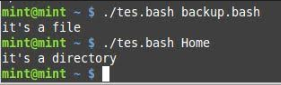 mint@mint ~ $ ./tes.bash backup.bash
it's a file
mint@mint ~ $ ./tes.bash Home
it's a directory
mint@mint ~ $